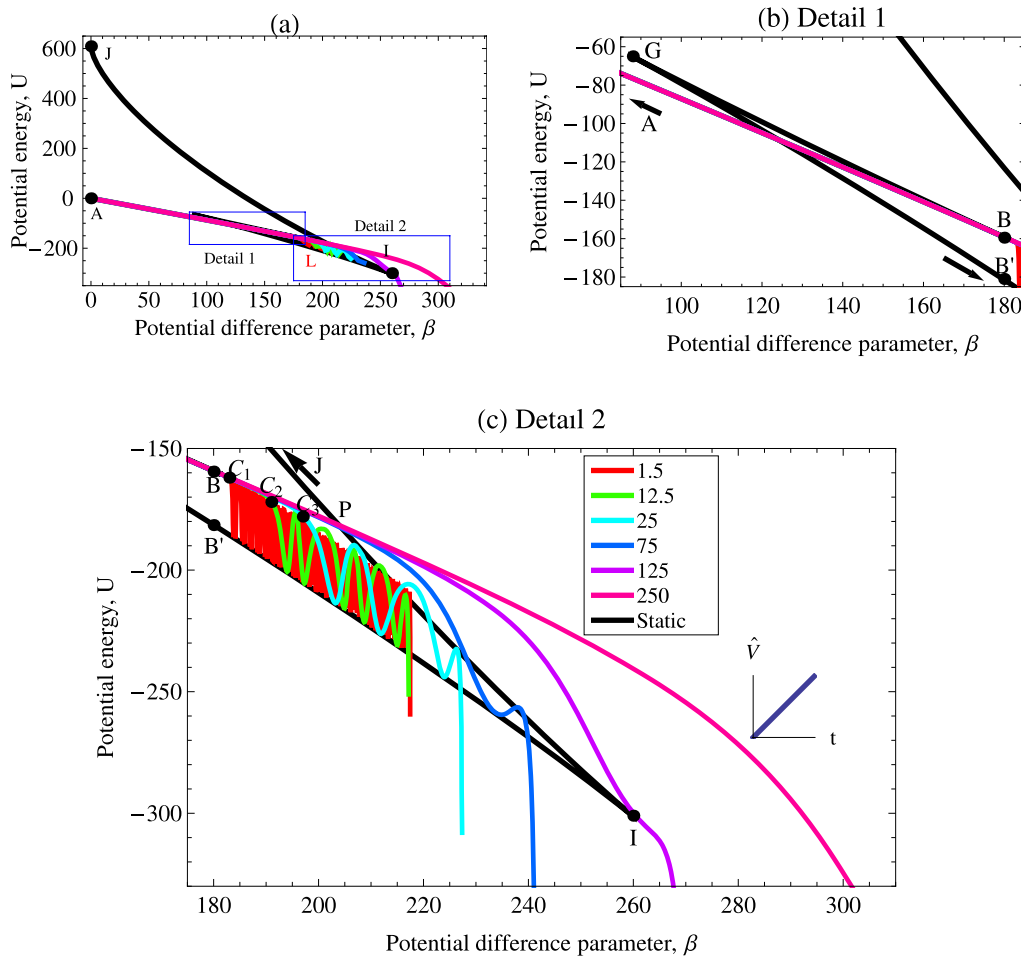 (a)
Potential energy, U
600
400
200
0
−200
J
A
Detail 1
Detail 2
L
I
0 50 100 150 200 250 300
Potential difference parameter, β
(b) Detail 1
Potential energy, U
−60
−80
−100
−120
−140
−160
−180
G
A
B
B'
100 120 140 160 180
Potential difference parameter, β
(c) Detail 2
Potential energy, U
−150
−200
−250
−300
B
C1
C2
C3
J
P
B'
I
1.5
12.5
25
75
125
250
Static
V̂
t
180 200 220 240 260 280 300
Potential difference parameter, β